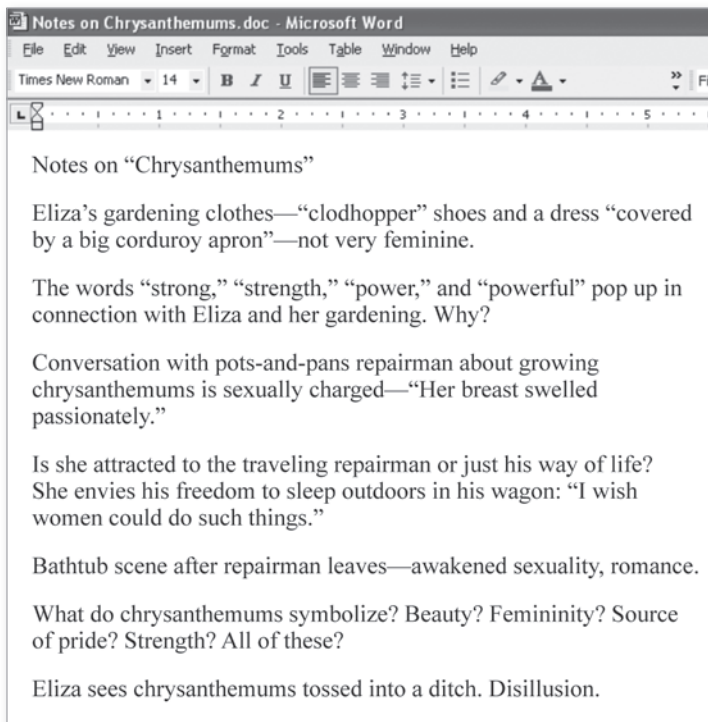 Notes on Chrysanthemums.doc - Microsoft Word
File Edit View Insert Format Tools Table Window Help
Times New Roman 14 B I U A » Fi
L 1 2 3 4 5
Notes on “Chrysanthemums”
Eliza’s gardening clothes—“clodhopper” shoes and a dress “covered
by a big corduroy apron”—not very feminine.
The words “strong,” “strength,” “power,” and “powerful” pop up in
connection with Eliza and her gardening. Why?
Conversation with pots-and-pans repairman about growing
chrysanthemums is sexually charged—“Her breast swelled
passionately.”
Is she attracted to the traveling repairman or just his way of life?
She envies his freedom to sleep outdoors in his wagon: “I wish
women could do such things.”
Bathtub scene after repairman leaves—awakened sexuality, romance.
What do chrysanthemums symbolize? Beauty? Femininity? Source
of pride? Strength? All of these?
Eliza sees chrysanthemums tossed into a ditch. Disillusion.